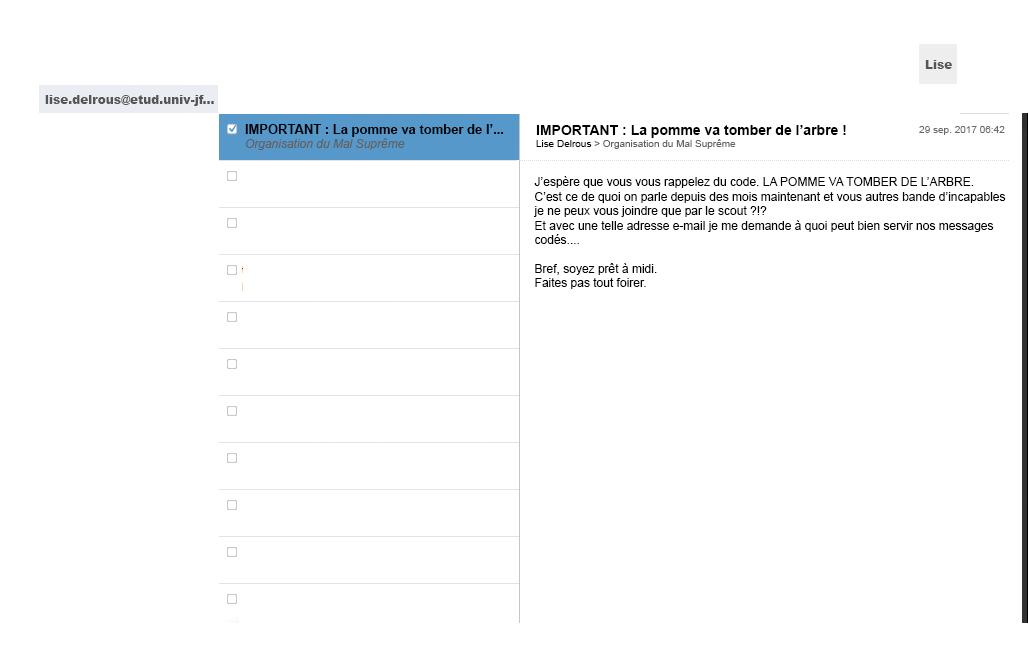 Lise
lise.delrous@etud.univ-jf...
IMPORTANT : La pomme va tomber de l'...
Organisation du Mal Suprême
IMPORTANT : La pomme va tomber de l'arbre !
29 sep. 2017 06:42
Lise Delrous > Organisation du Mal Suprême
J'espère que vous vous rappelez du code. LA POMME VA TOMBER DE L'ARBRE.
C'est ce de quoi on parle depuis des mois maintenant et vous autres bande d'incapables
je ne peux vous joindre que par le scout ?!?
Et avec une telle adresse e-mail je me demande à quoi peut bien servir nos messages
codés....
Bref, soyez prêt à midi.
Faites pas tout foirer.